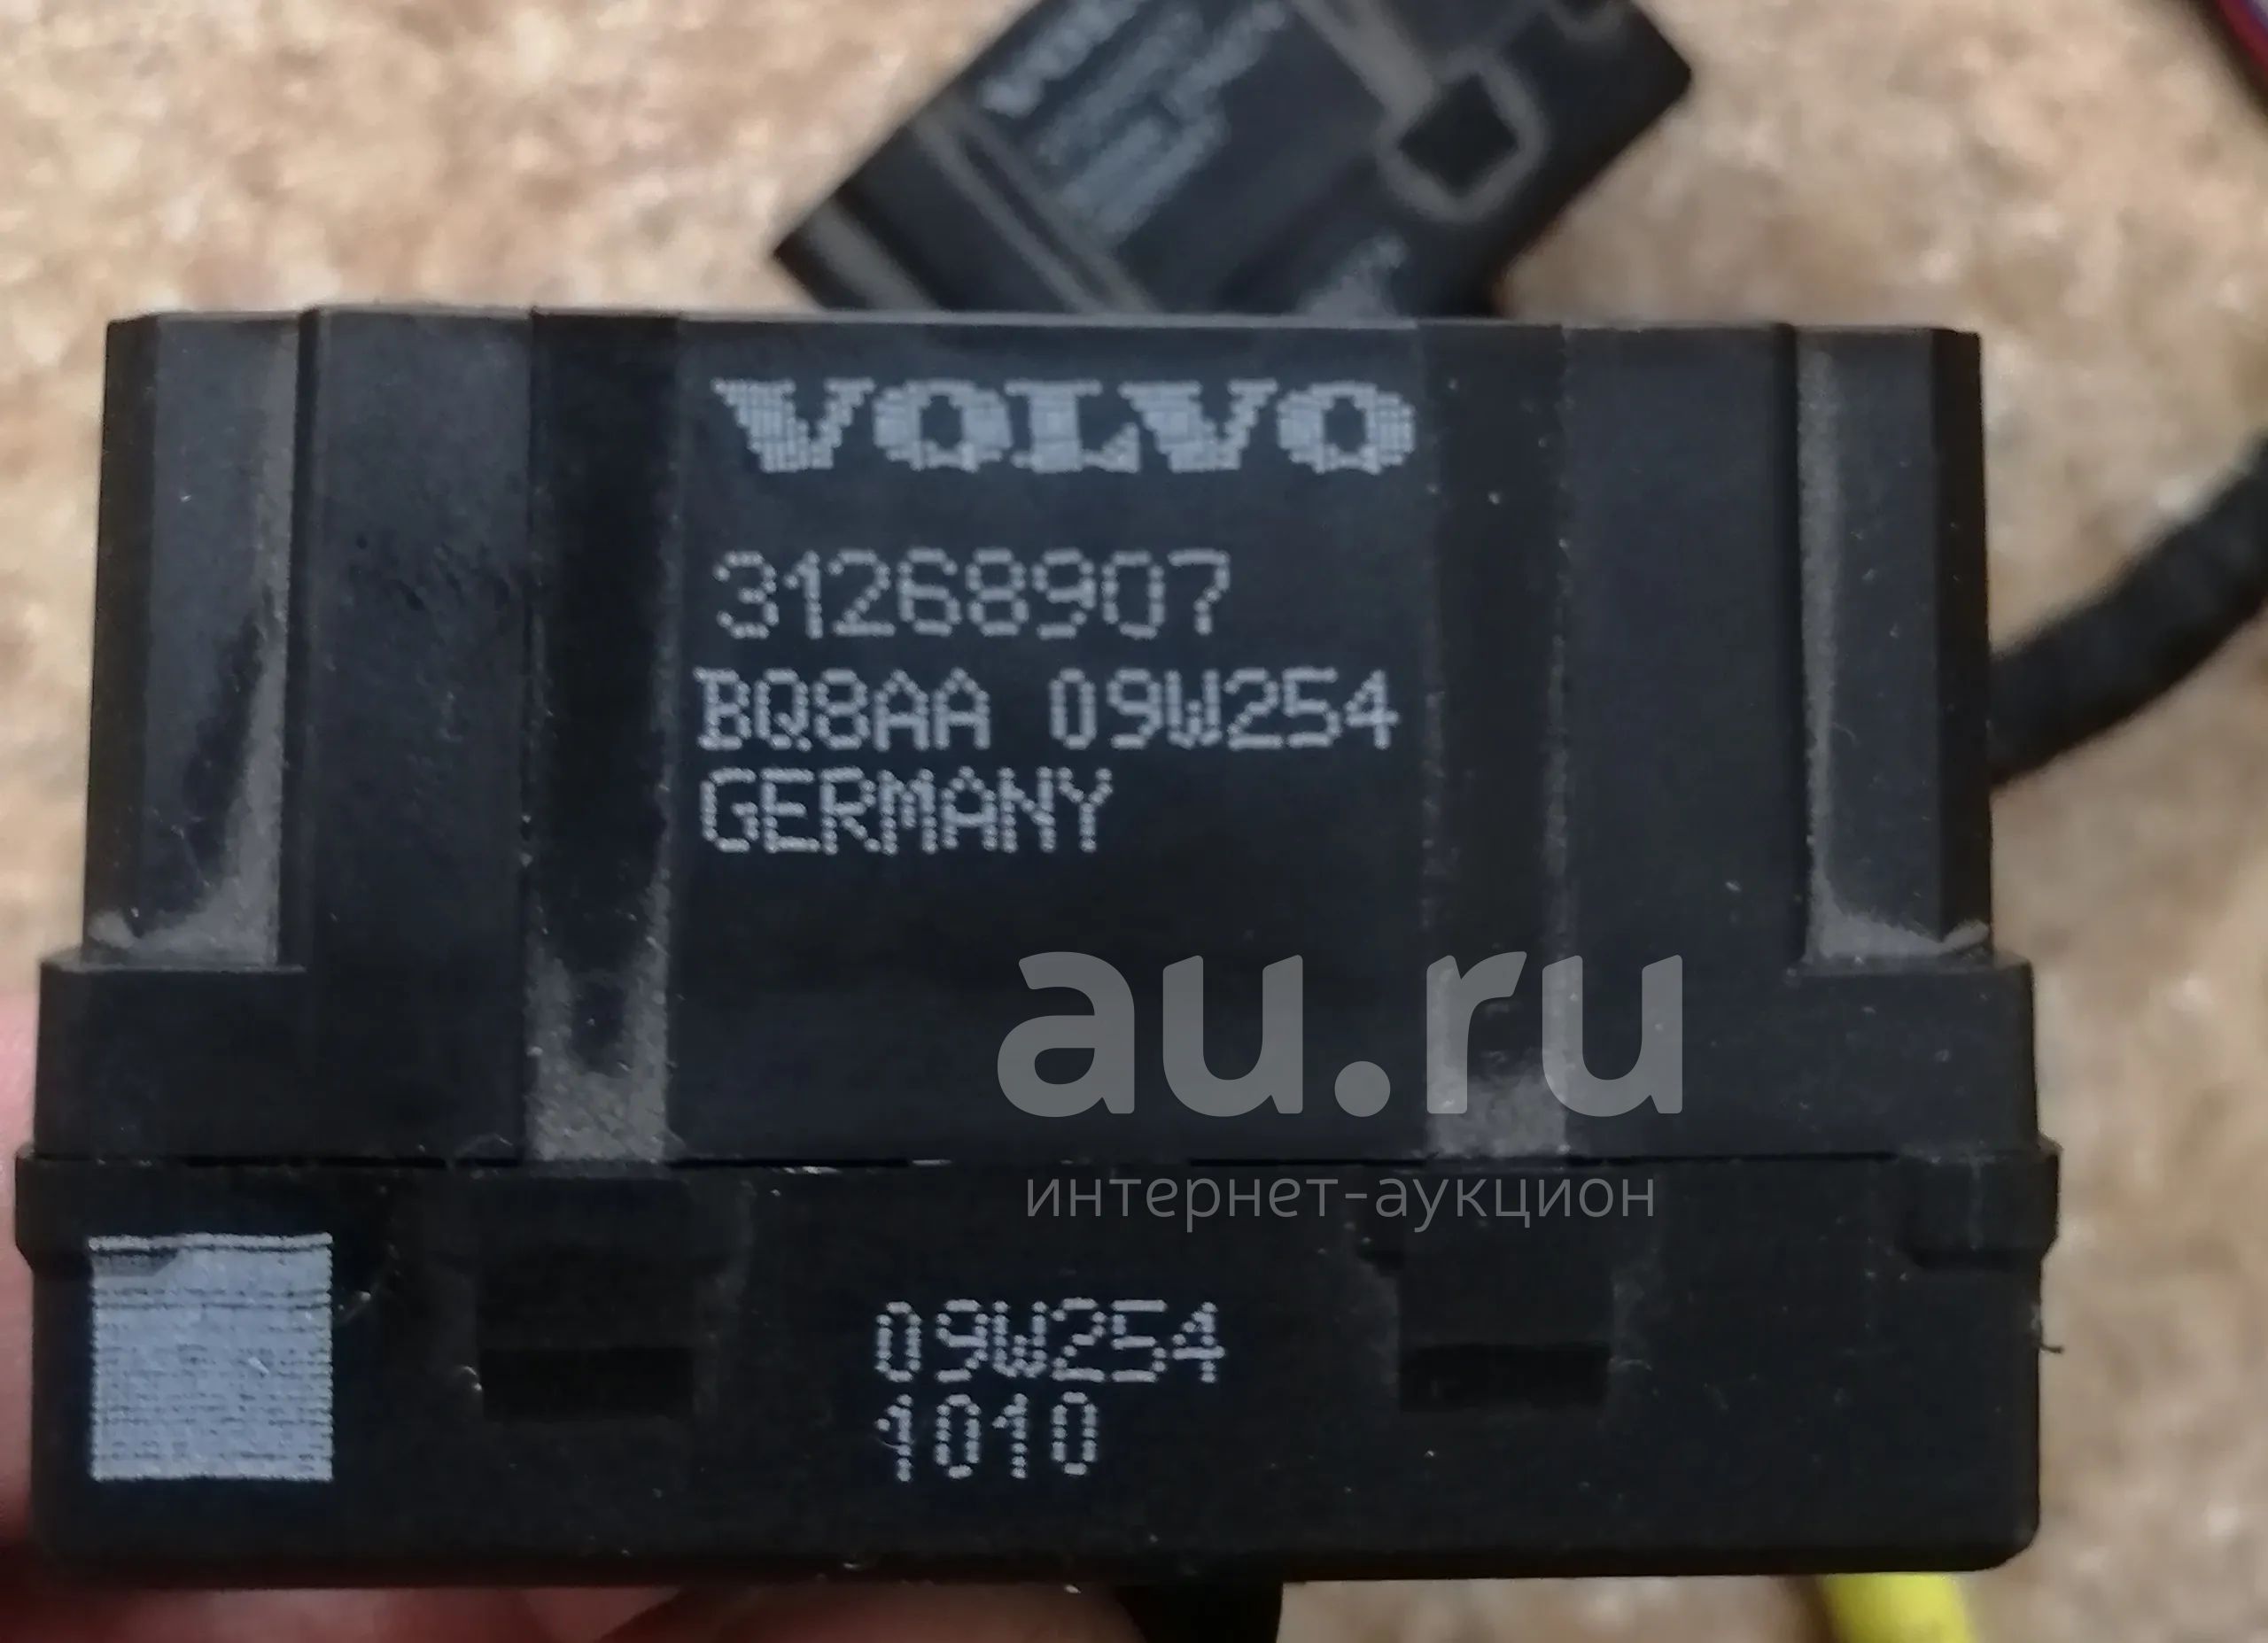 VOLVO
31268907
BQ8AA 09W254
GERMANY
au.ru
интернет-аукцион
09W254
1010